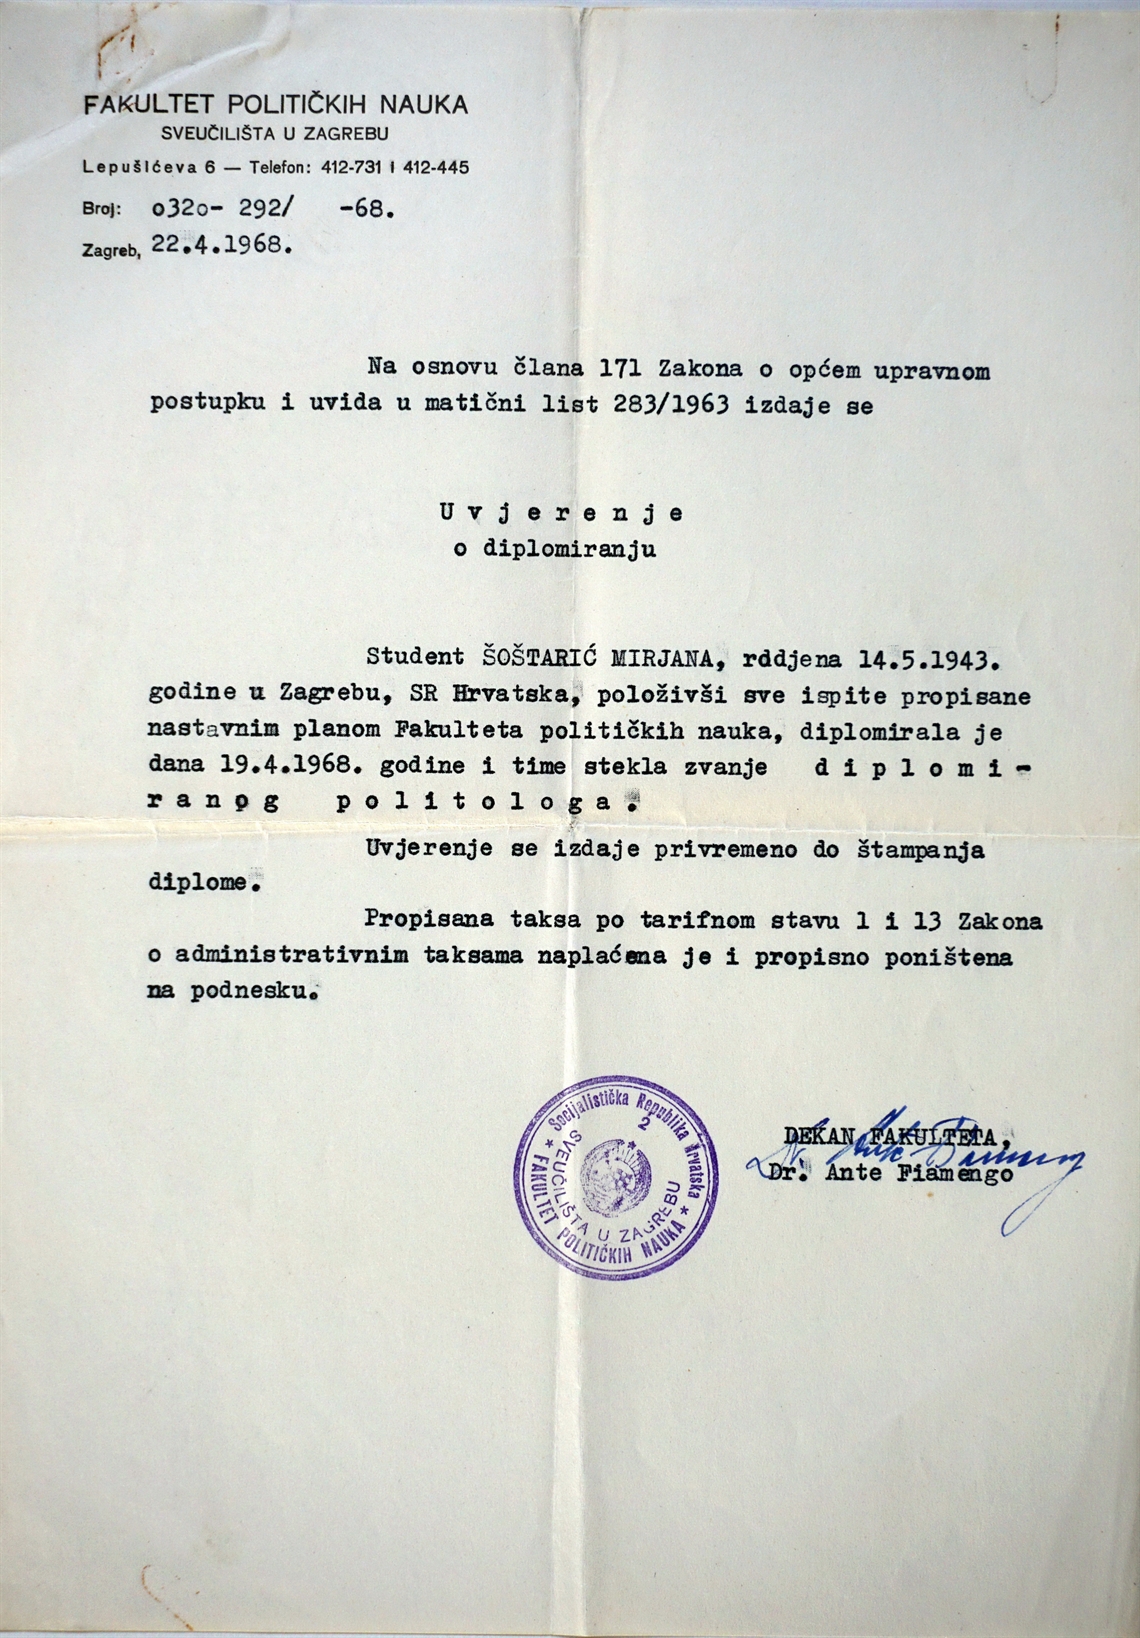 FAKULTET POLITIČKIH NAUKA
SVEUČILIŠTA U ZAGREBU
Lepušićeva 6 — Telefon: 412-731 i 412-445
Broj: o32o- 292/ -68.
Zagreb, 22.4.1968.
Na osnovu člana 171 Zakona o općem upravnom
postupku i uvida u matični list 283/1963 izdaje se
U v j e r e n j e
o diplomiranju
Student ŠOŠTARIĆ MIRJANA, rddjena 14.5.1943.
godine u Zagrebu, SR Hrvatska, položivši sve ispite propisane
nastavnim planom Fakulteta političkih nauka, diplomirala je
dana 19.4.1968. godine i time stekla zvanje d i p l o m i -
r a n o g p o l i t o l o g a .
Uvjerenje se izdaje privremeno do štampanja
diplome.
Propisana taksa po tarifnom stavu 1 i 13 Zakona
o administrativnim taksama naplaćena je i propisno poništena
na podnesku.
Socijalistička Republika Hrvatska
2
SVEUČILIŠTA U ZAGREBU
* FAKULTET POLITIČKIH NAUKA *
DEKAN FAKULTETA,
Dr. Ante Fiamengo
Dr. Ante Fiamengo